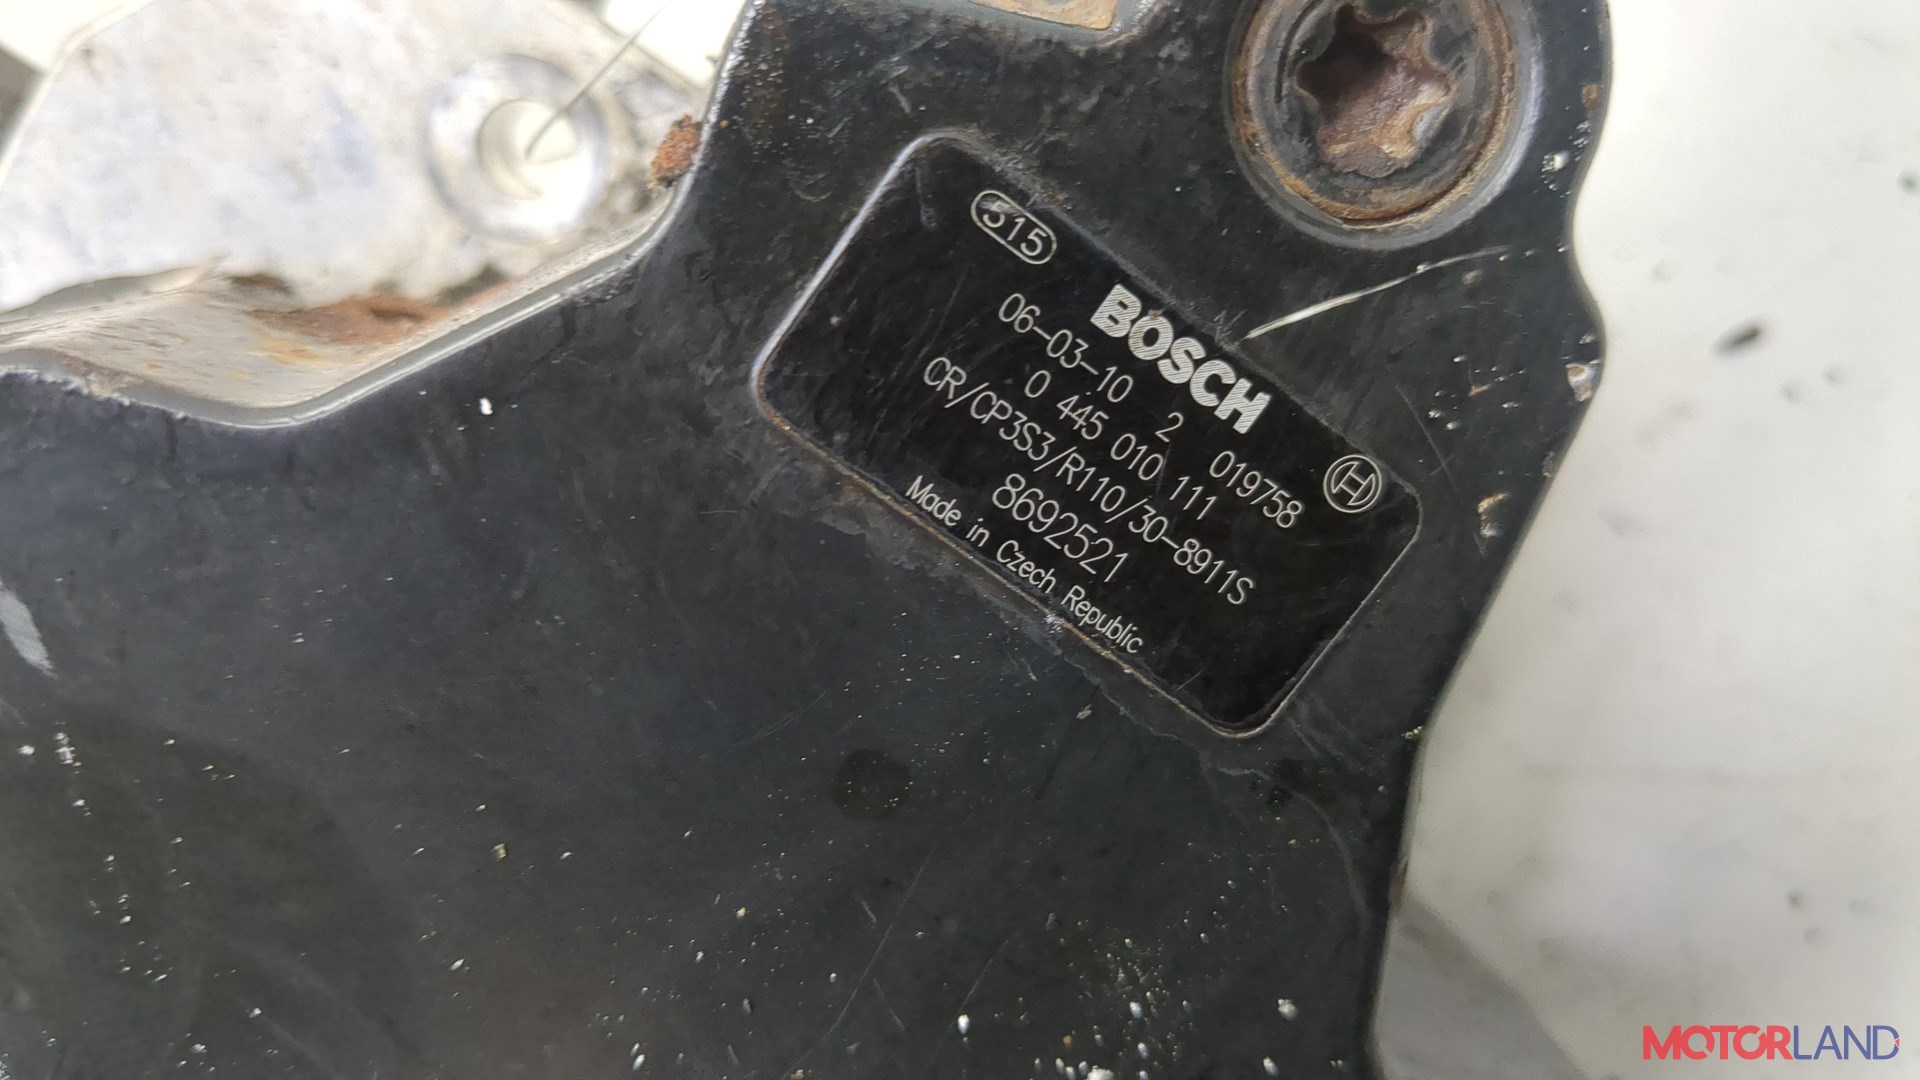 515
BOSCH
06-03-10 2 019758
0 445 010 111
CR/CP3S3/R110/30-8911S
8692521
Made in Czech Republic
MOTORLAND